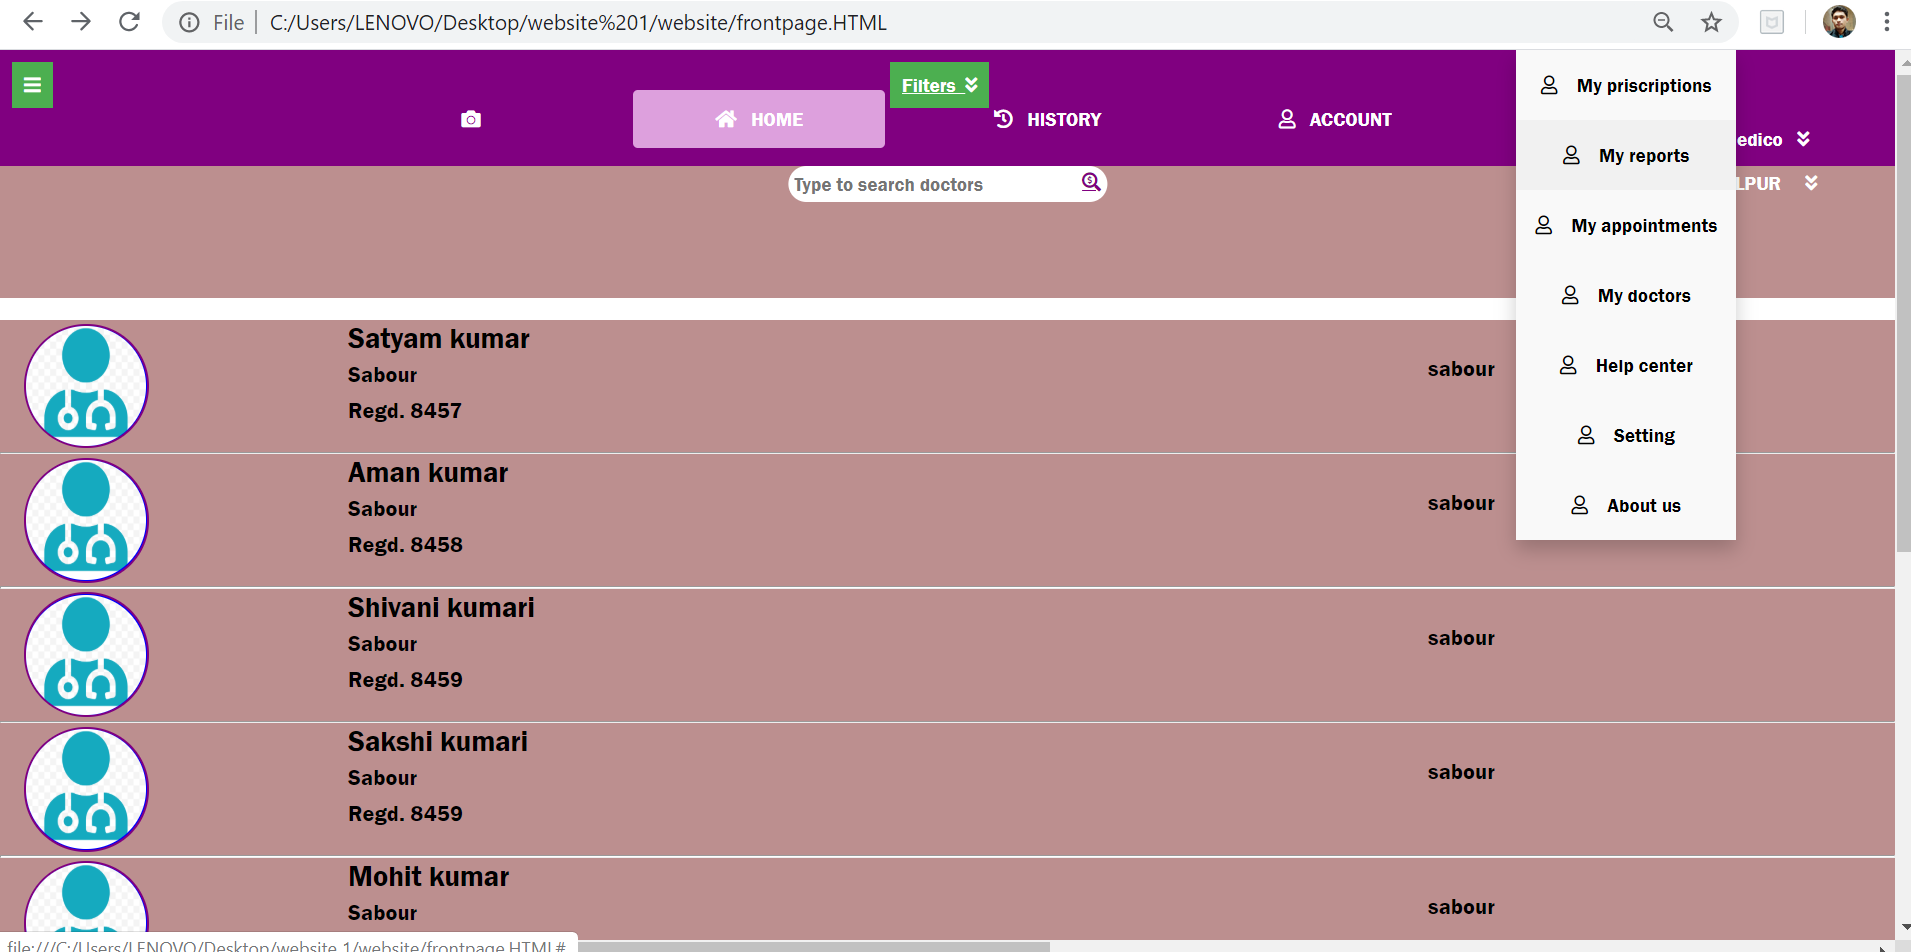 File | C:/Users/LENOVO/Desktop/website%201/website/frontpage.HTML
Filters
HOME
HISTORY
ACCOUNT
edico
LPUR
Type to search doctors
My priscriptions
My reports
My appointments
My doctors
Help center
Setting
About us
Satyam kumar
Sabour
Regd. 8457
sabour
Aman kumar
Sabour
Regd. 8458
sabour
Shivani kumari
Sabour
Regd. 8459
sabour
Sakshi kumari
Sabour
Regd. 8459
sabour
Mohit kumar
Sabour
sabour
file:///C:/Users/LENOVO/Desktop/website 1/website/frontpage.HTML#